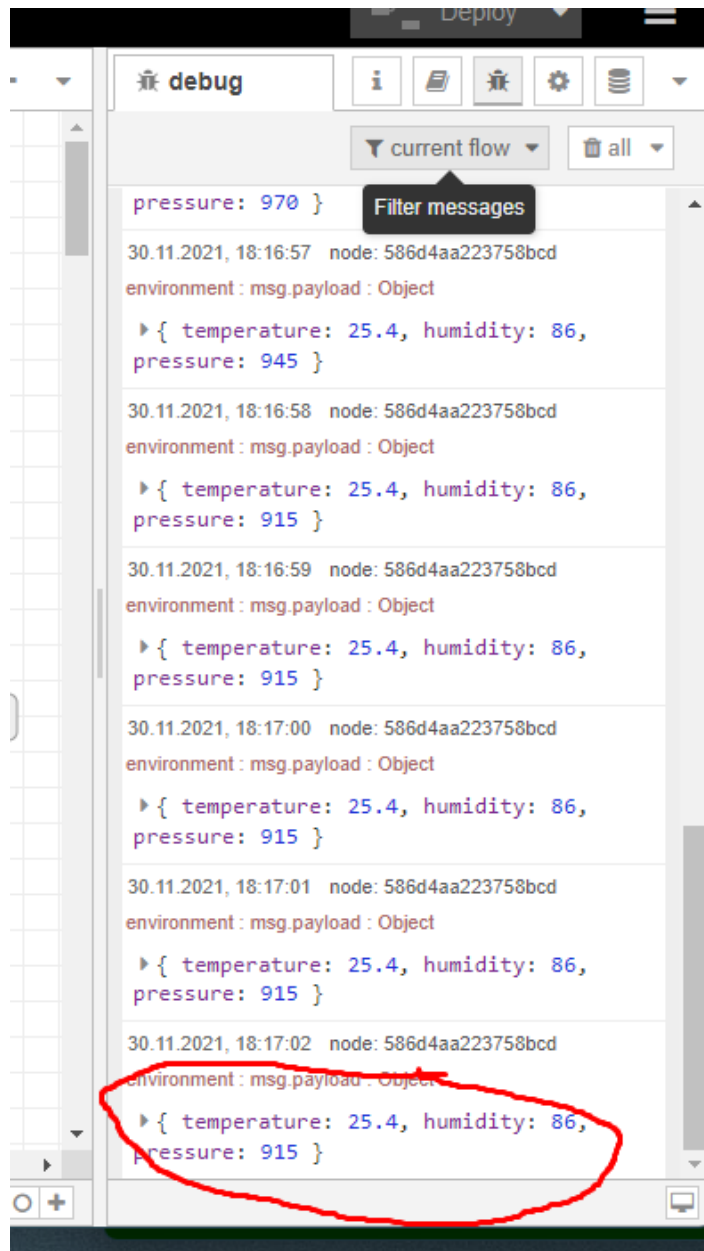 Deploy
debug
i
current flow
all
pressure: 970 }
Filter messages
30.11.2021, 18:16:57 node: 586d4aa223758bcd
environment : msg.payload : Object
{ temperature: 25.4, humidity: 86,
pressure: 945 }
30.11.2021, 18:16:58 node: 586d4aa223758bcd
environment : msg.payload : Object
{ temperature: 25.4, humidity: 86,
pressure: 915 }
30.11.2021, 18:16:59 node: 586d4aa223758bcd
environment : msg.payload : Object
{ temperature: 25.4, humidity: 86,
pressure: 915 }
30.11.2021, 18:17:00 node: 586d4aa223758bcd
environment : msg.payload : Object
{ temperature: 25.4, humidity: 86,
pressure: 915 }
30.11.2021, 18:17:01 node: 586d4aa223758bcd
environment : msg.payload : Object
{ temperature: 25.4, humidity: 86,
pressure: 915 }
30.11.2021, 18:17:02 node: 586d4aa223758bcd
environment : msg.payload : Object
{ temperature: 25.4, humidity: 86,
pressure: 915 }